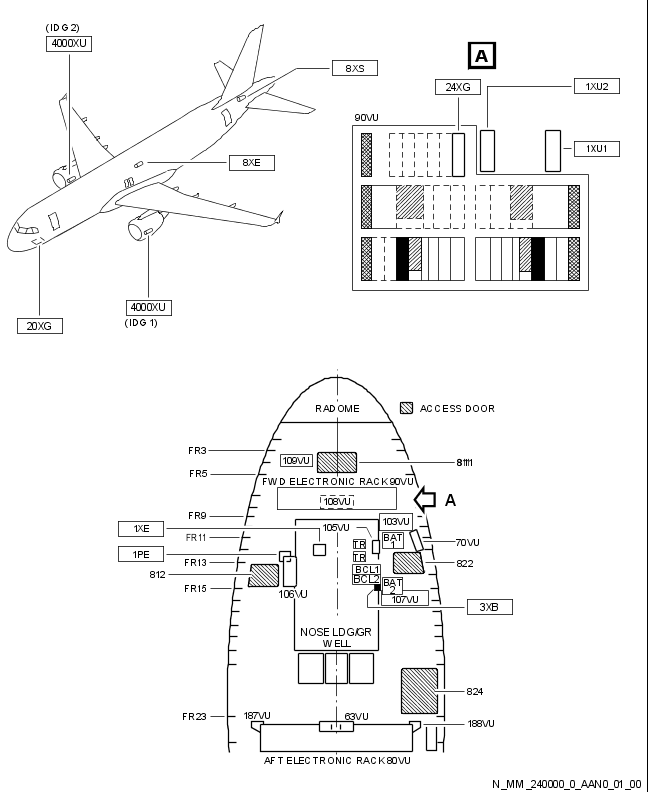 (IDG 2)
4000XU
8XS
A
24XG
1XU2
90VU
8XE
1XU1
4000XU
(IDG 1)
20XG
RADOME
ACCESS DOOR
FR3
109VU
811
FR5
FWD ELECTRONIC RACK 90VU
108VU
A
FR9
103VU
1XE
105VU
FR11
BAT
1
70VU
TR
1PE
TR
FR13
822
812
BCL1
BCL2
BAT
2
FR15
106VU
107VU
3XB
NOSE LDG/GR
WELL
824
FR23
187VU
63VU
188VU
AFT ELECTRONIC RACK 80VU
N_MM_240000_0_AAN0_01_00